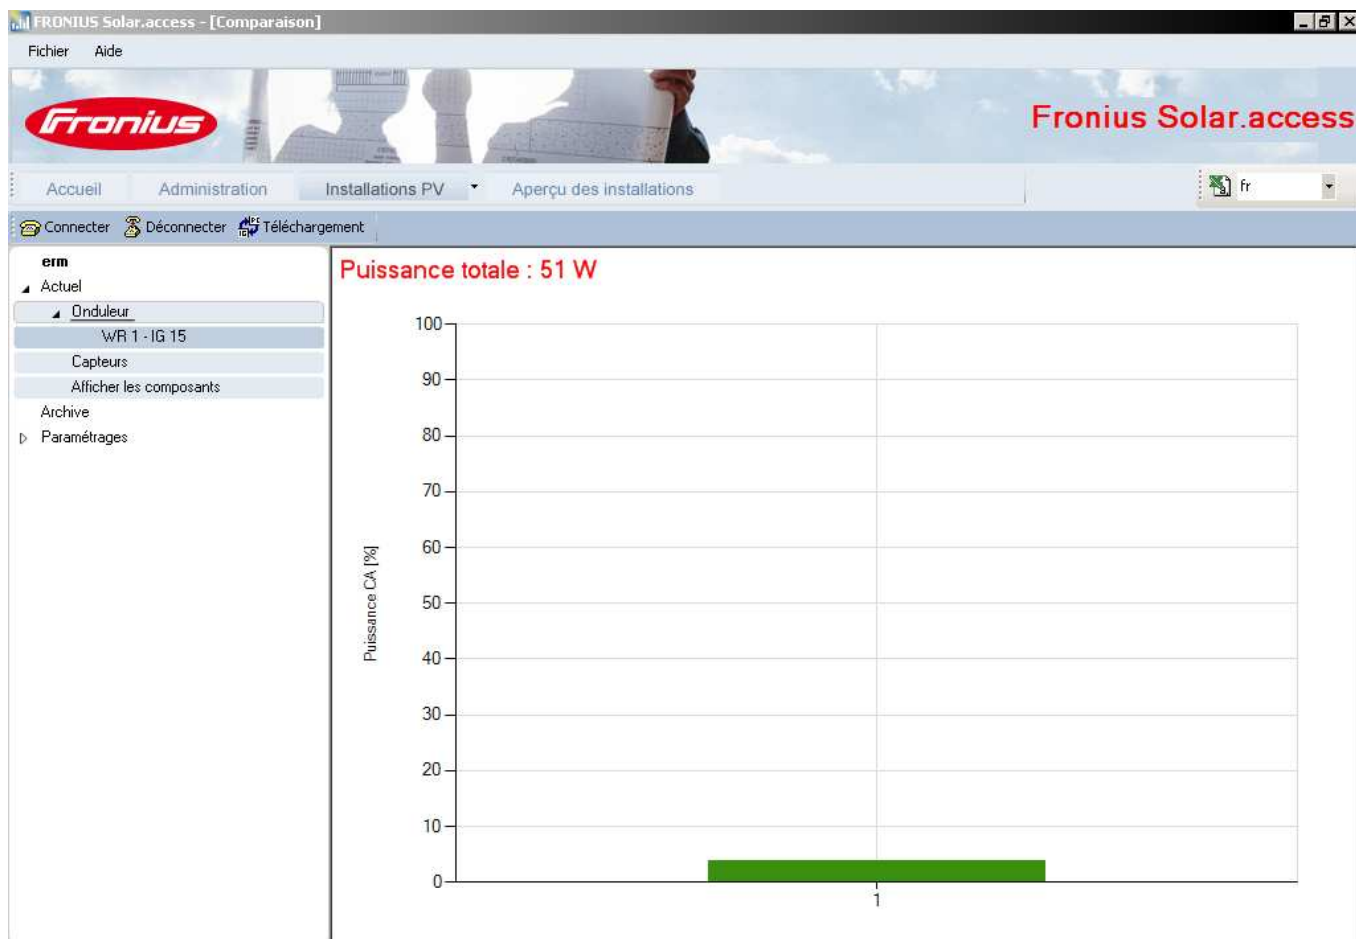 FRONIUS Solar.access - [Comparaison]
Fichier Aide
Fronius
Fronius Solar.access
Accueil Administration Installations PV Aperçu des installations fr
Connecter Déconnecter Téléchargement
erm
Actuel
Onduleur
WR 1 - IG 15
Capteurs
Afficher les composants
Archive
Paramétrages
Puissance totale : 51 W
Puissance CA [%]
100
90
80
70
60
50
40
30
20
10
0
1